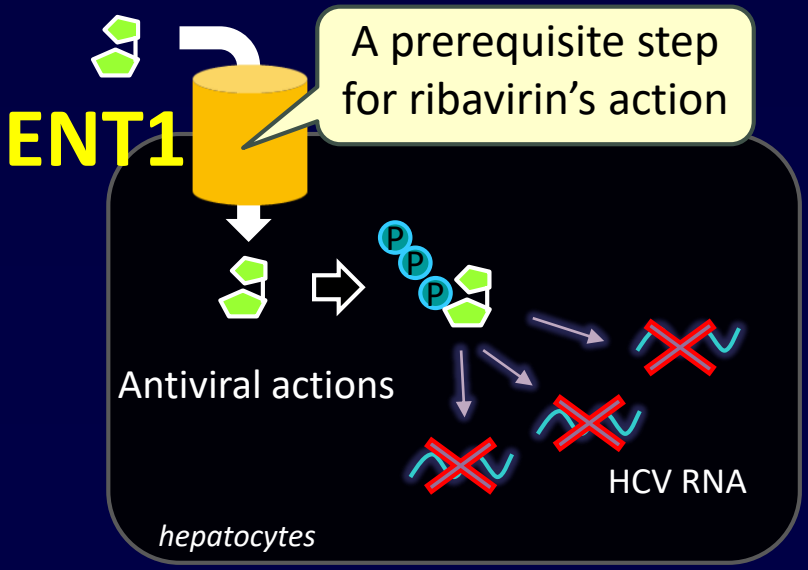 A prerequisite step
for ribavirin’s action
ENT1
P
P
P
Antiviral actions
HCV RNA
hepatocytes